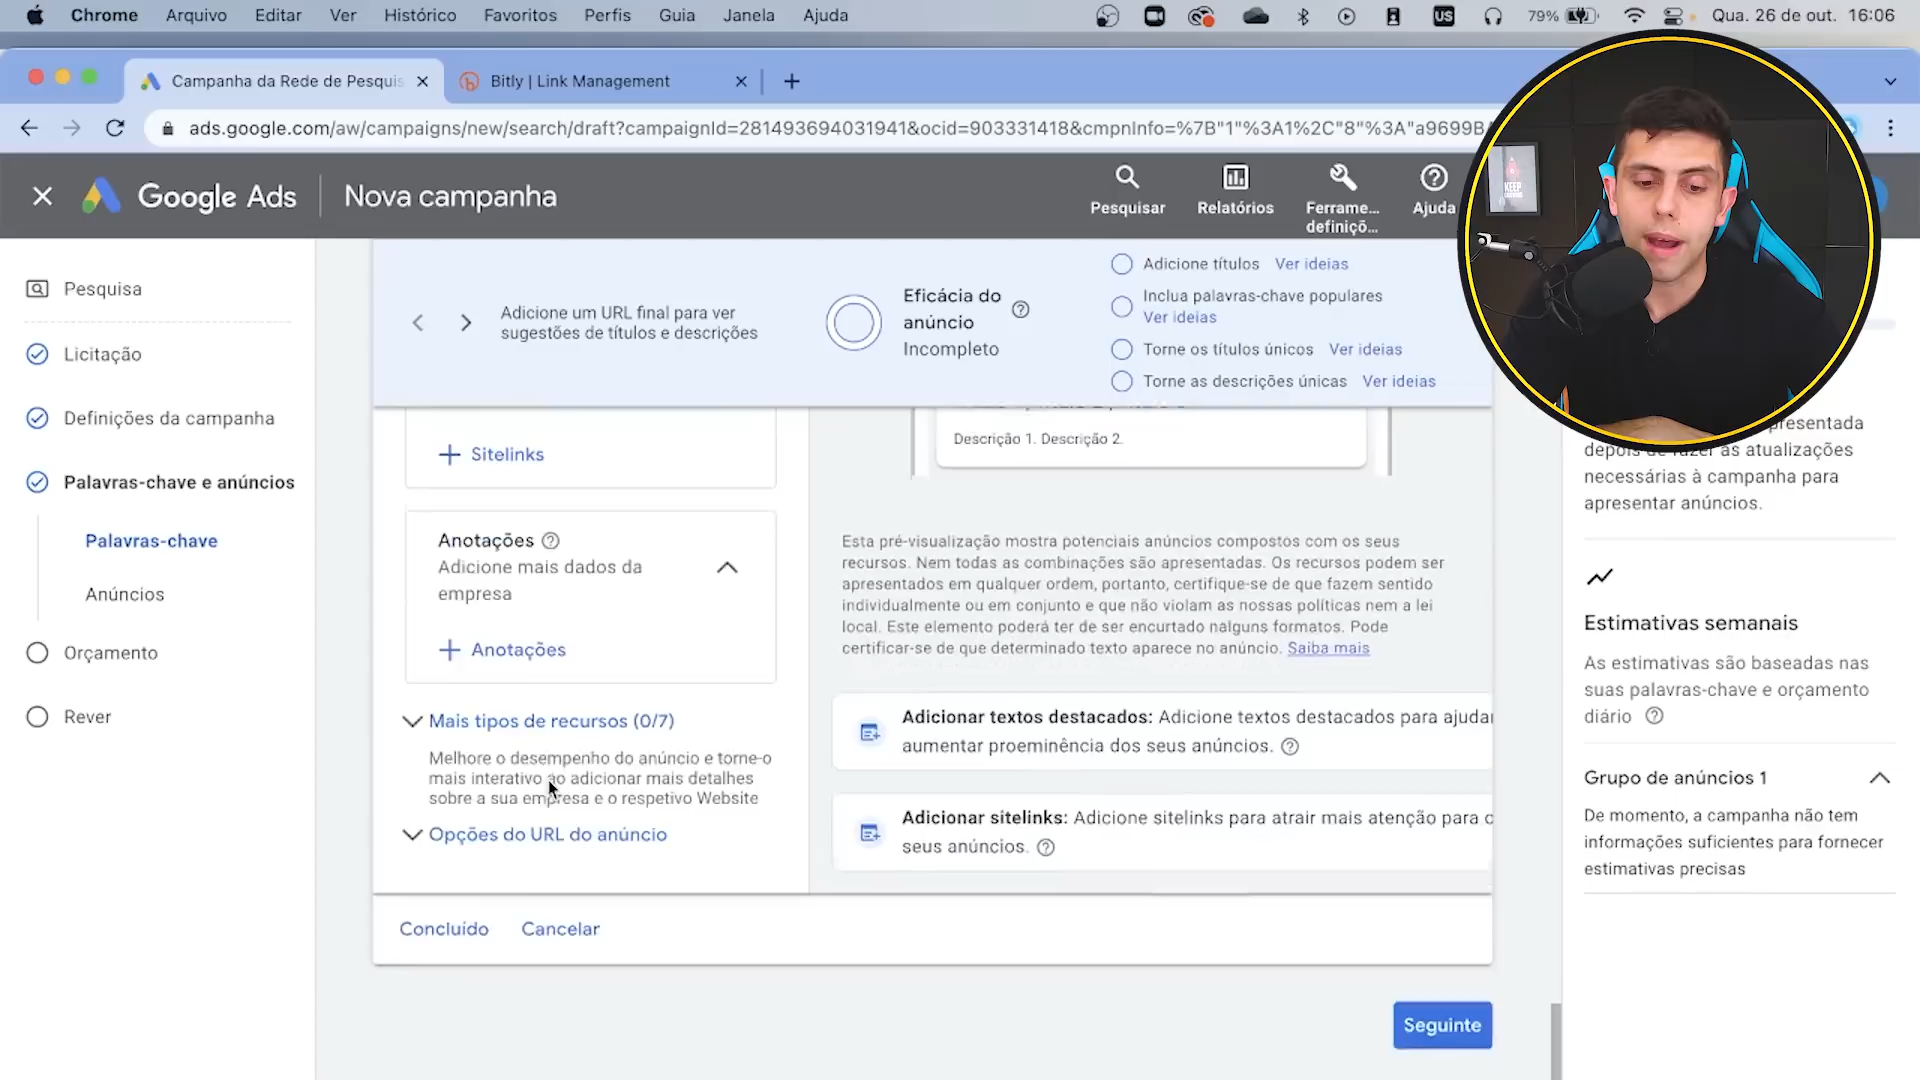 Chrome Arquivo Editar Ver Histórico Favoritos Perfis Guia Janela Ajuda US 79% Qua. 26 de out. 16:06
Campanha da Rede de Pesquis
Bitly | Link Management
ads.google.com/aw/campaigns/new/search/draft?campaignId=281493694031941&ocid=903331418&cmpnInfo=%7B"1"%3A1%2C"8"%3A"a9699B
Google Ads
Nova campanha
Pesquisar
Relatórios
Ferrame...
definiçõ...
Ajuda
KEEP
Pesquisa
Licitação
Definições da campanha
Palavras-chave e anúncios
Palavras-chave
Anúncios
Orçamento
Rever
Adicione um URL final para ver
sugestões de títulos e descrições
Eficácia do
anúncio
Incompleto
Adicione títulos Ver ideias
Inclua palavras-chave populares
Ver ideias
Torne os títulos únicos Ver ideias
Torne as descrições únicas Ver ideias
Sitelinks
Anotações
Adicione mais dados da
empresa
Anotações
Mais tipos de recursos (0/7)
Melhore o desempenho do anúncio e torne-o
mais interativo ao adicionar mais detalhes
sobre a sua empresa e o respetivo Website
Opções do URL do anúncio
Descrição 1. Descrição 2.
Esta pré-visualização mostra potenciais anúncios compostos com os seus
recursos. Nem todas as combinações são apresentadas. Os recursos podem ser
apresentados em qualquer ordem, portanto, certifique-se de que fazem sentido
individualmente ou em conjunto e que não violam as nossas políticas nem a lei
local. Este elemento poderá ter de ser encurtado nalguns formatos. Pode
certificar-se de que determinado texto aparece no anúncio. Saiba mais
Adicionar textos destacados: Adicione textos destacados para ajudar
aumentar proeminência dos seus anúncios.
Adicionar sitelinks: Adicione sitelinks para atrair mais atenção para o
seus anúncios.
Concluído
Cancelar
Seguinte
presentada
depois de fazer as atualizações
necessárias à campanha para
apresentar anúncios.
Estimativas semanais
As estimativas são baseadas nas
suas palavras-chave e orçamento
diário
Grupo de anúncios 1
De momento, a campanha não tem
informações suficientes para fornecer
estimativas precisas